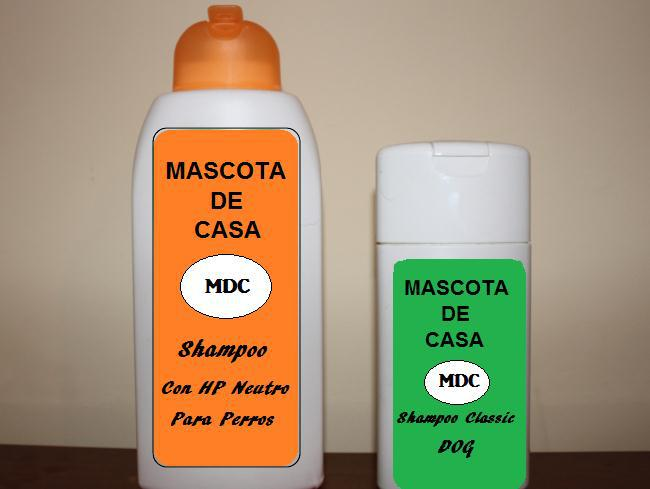 MASCOTA
DE
CASA
MDC
Shampoo
Con HP Neutro
Para Perros
MASCOTA
DE
CASA
MDC
Shampoo Classic
DOG